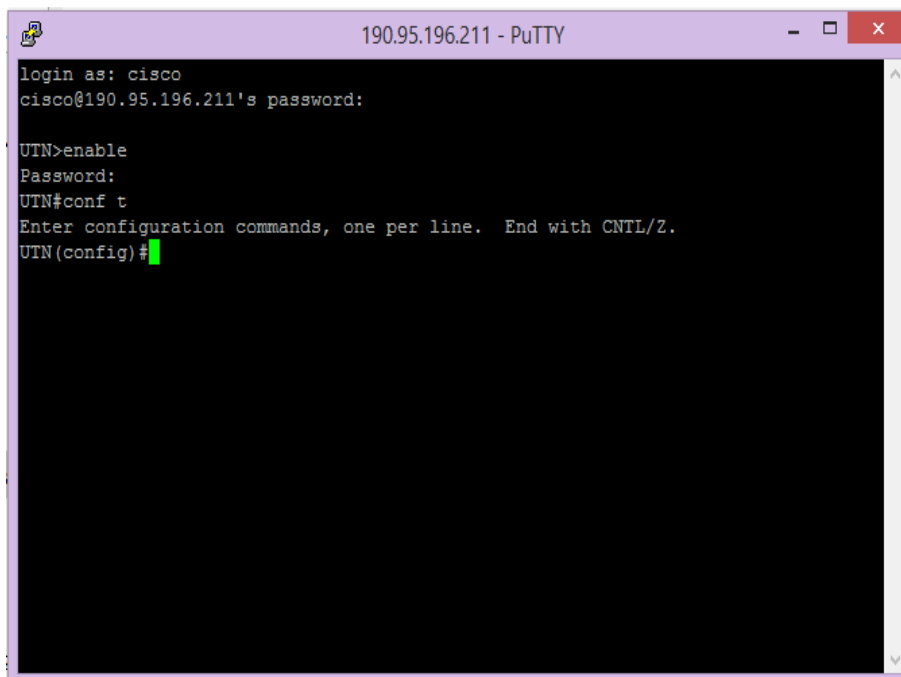 190.95.196.211 - PuTTY
login as: cisco
cisco@190.95.196.211's password:
UTN>enable
Password:
UTN#conf t
Enter configuration commands, one per line.  End with CNTL/Z.
UTN(config)#